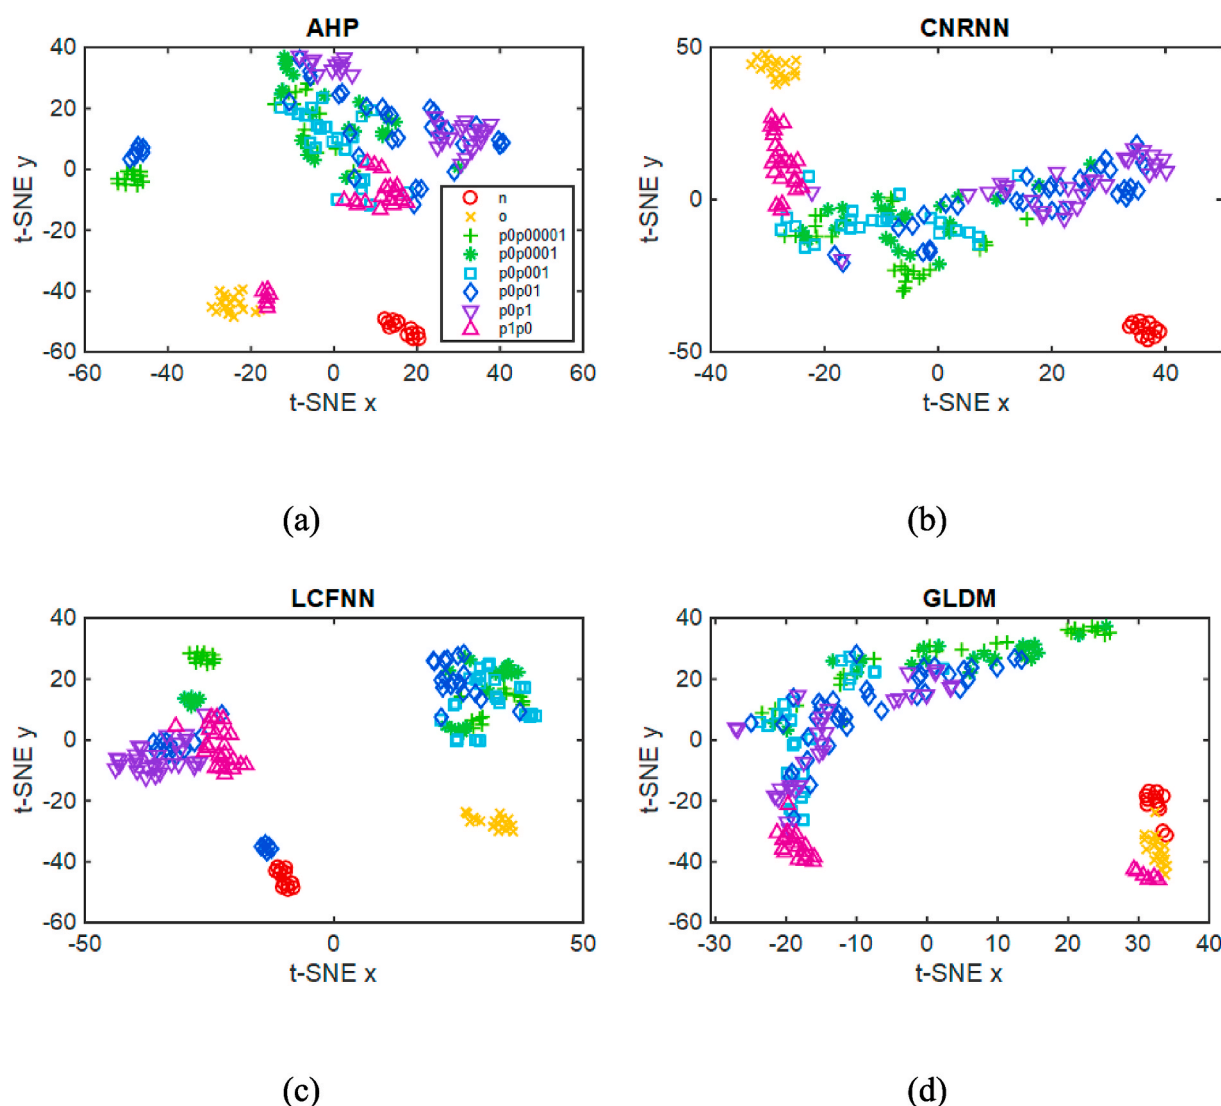 AHP
40
20
0
-20
-40
-60
t-SNE y
-60 -40 -20 0 20 40 60
t-SNE x
n
o
p0p00001
p0p0001
p0p001
p0p01
p0p1
p1p0
(a)
CNRNN
50
0
-50
t-SNE y
-40 -20 0 20 40
t-SNE x
(b)
LCFNN
40
20
0
-20
-40
-60
t-SNE y
-50 0 50
t-SNE x
(c)
GLDM
40
20
0
-20
-40
-60
t-SNE y
-30 -20 -10 0 10 20 30 40
t-SNE x
(d)